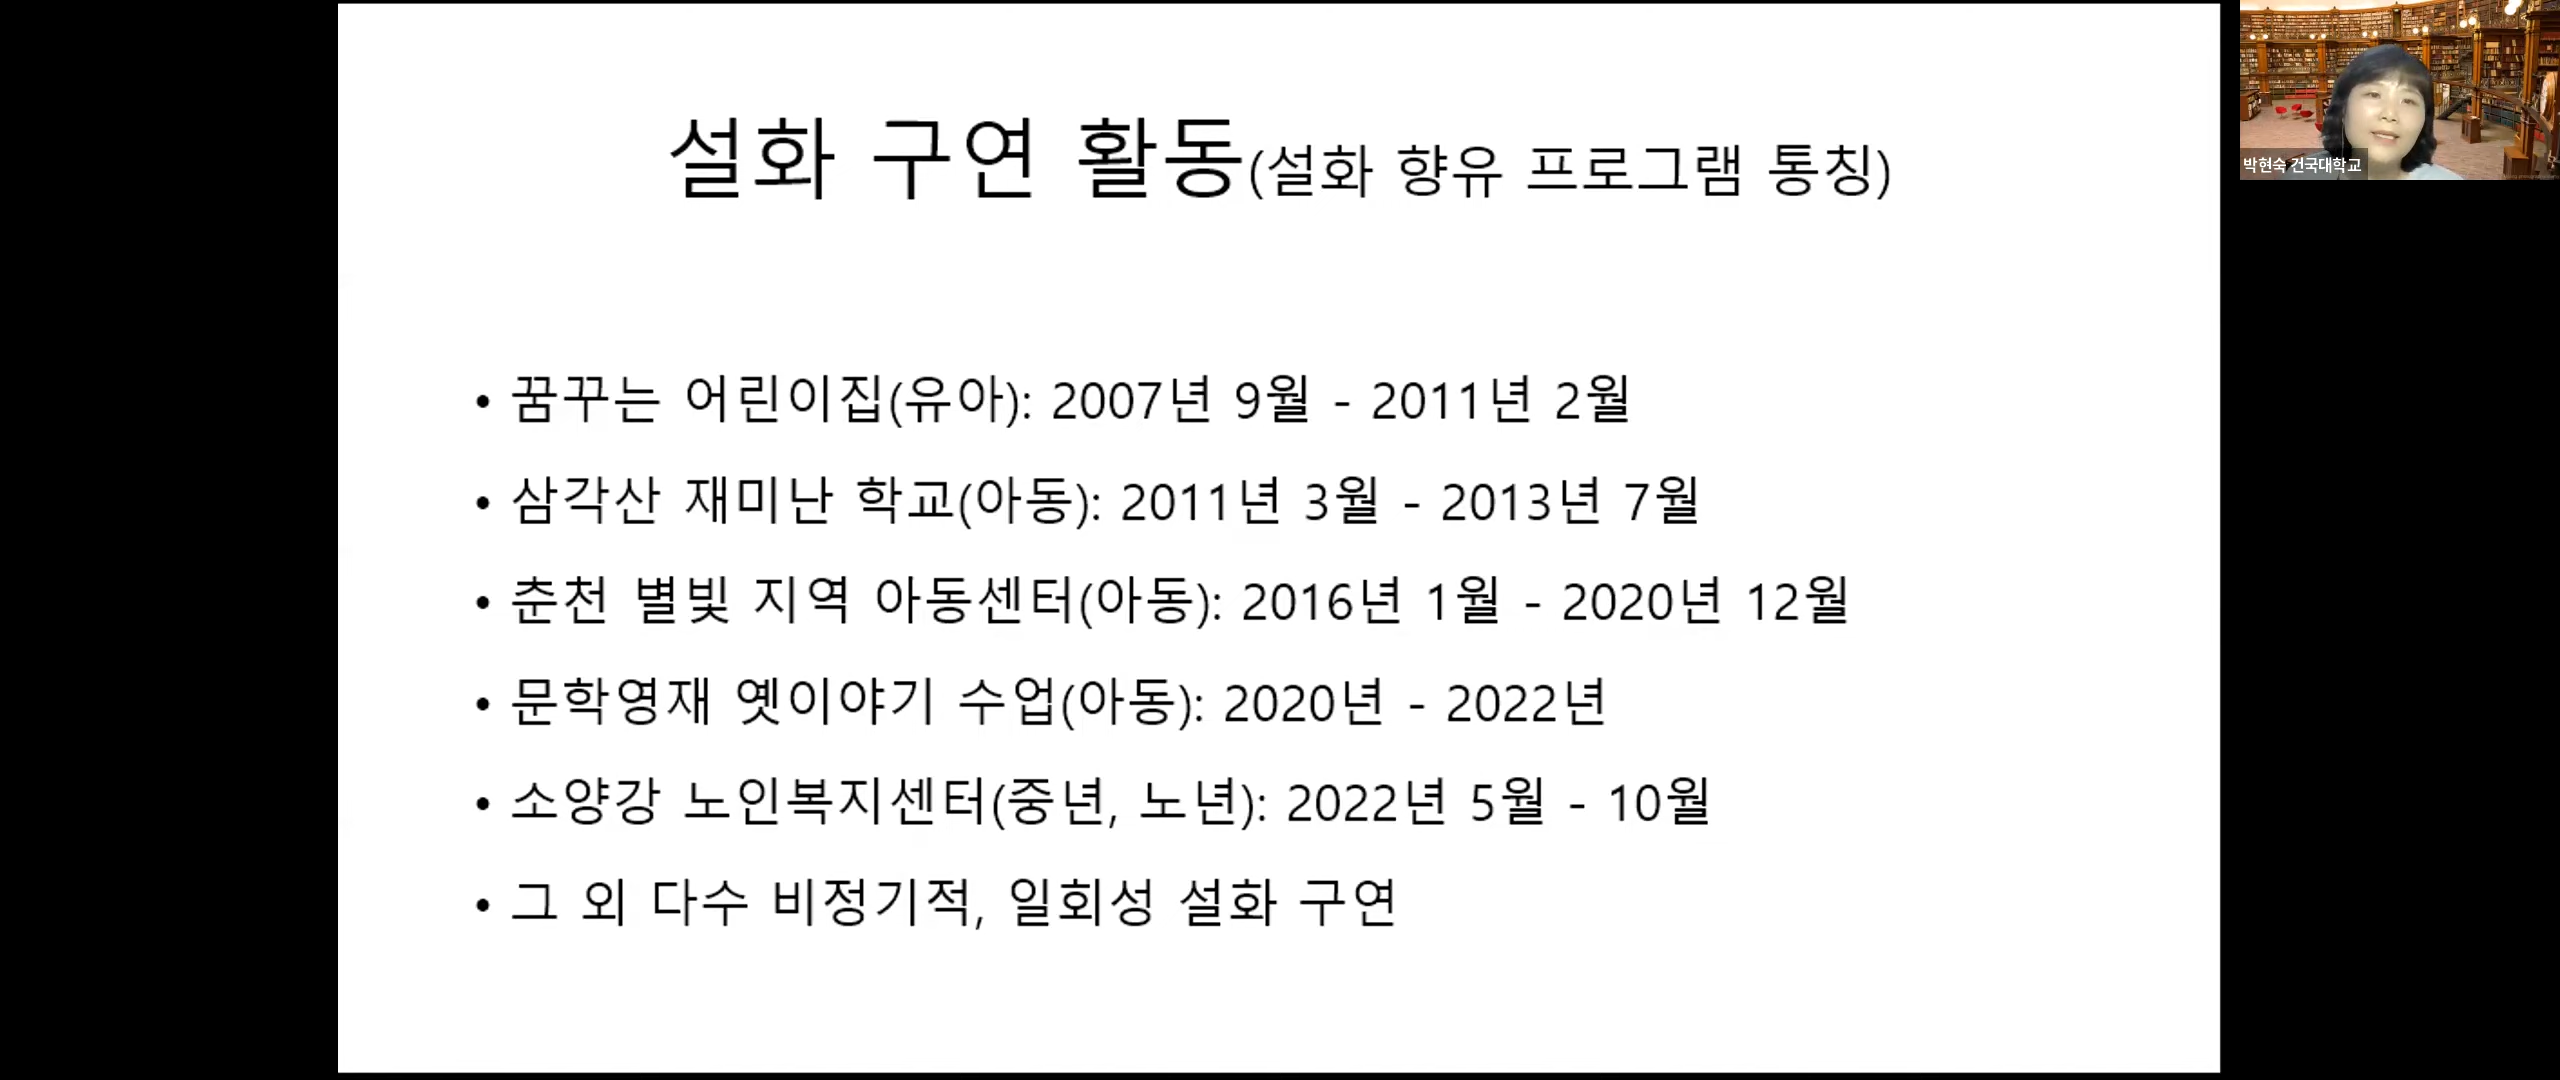 설화 구연 활동(설화 향유 프로그램 통칭)
• 꿈꾸는 어린이집(유아): 2007년 9월 - 2011년 2월
• 삼각산 재미난 학교(아동): 2011년 3월 - 2013년 7월
• 춘천 별빛 지역 아동센터(아동): 2016년 1월 - 2020년 12월
• 문학영재 옛이야기 수업(아동): 2020년 - 2022년
• 소양강 노인복지센터(중년, 노년): 2022년 5월 - 10월
• 그 외 다수 비정기적, 일회성 설화 구연
박현숙 건국대학교